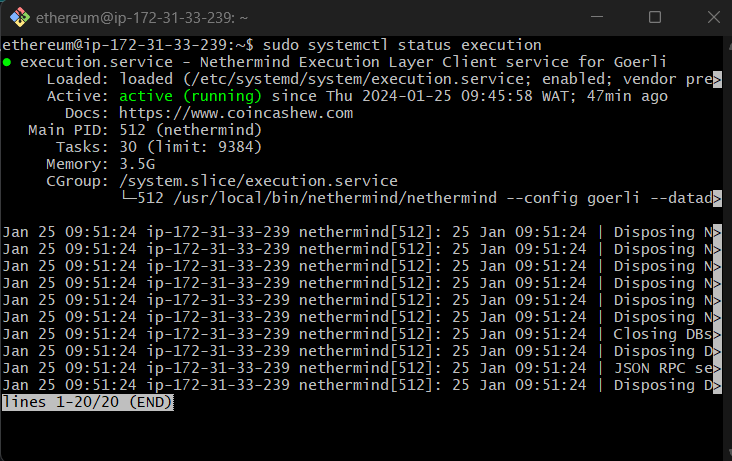 ethereum@ip-172-31-33-239: ~
ethereum@ip-172-31-33-239:~$ sudo systemctl status execution
● execution.service - Nethermind Execution Layer Client service for Goerli
     Loaded: loaded (/etc/systemd/system/execution.service; enabled; vendor pre>
     Active: active (running) since Thu 2024-01-25 09:45:58 WAT; 47min ago
       Docs: https://www.coincashew.com
   Main PID: 512 (nethermind)
      Tasks: 30 (limit: 9384)
     Memory: 3.5G
     CGroup: /system.slice/execution.service
             └─512 /usr/local/bin/nethermind/nethermind --config goerli --datad>
Jan 25 09:51:24 ip-172-31-33-239 nethermind[512]: 25 Jan 09:51:24 | Disposing N>
Jan 25 09:51:24 ip-172-31-33-239 nethermind[512]: 25 Jan 09:51:24 | Disposing N>
Jan 25 09:51:24 ip-172-31-33-239 nethermind[512]: 25 Jan 09:51:24 | Disposing N>
Jan 25 09:51:24 ip-172-31-33-239 nethermind[512]: 25 Jan 09:51:24 | Disposing N>
Jan 25 09:51:24 ip-172-31-33-239 nethermind[512]: 25 Jan 09:51:24 | Disposing N>
Jan 25 09:51:24 ip-172-31-33-239 nethermind[512]: 25 Jan 09:51:24 | Disposing N>
Jan 25 09:51:24 ip-172-31-33-239 nethermind[512]: 25 Jan 09:51:24 | Closing DBs>
Jan 25 09:51:24 ip-172-31-33-239 nethermind[512]: 25 Jan 09:51:24 | Disposing D>
Jan 25 09:51:24 ip-172-31-33-239 nethermind[512]: 25 Jan 09:51:24 | JSON RPC se>
Jan 25 09:51:24 ip-172-31-33-239 nethermind[512]: 25 Jan 09:51:24 | Disposing D>
lines 1-20/20 (END)